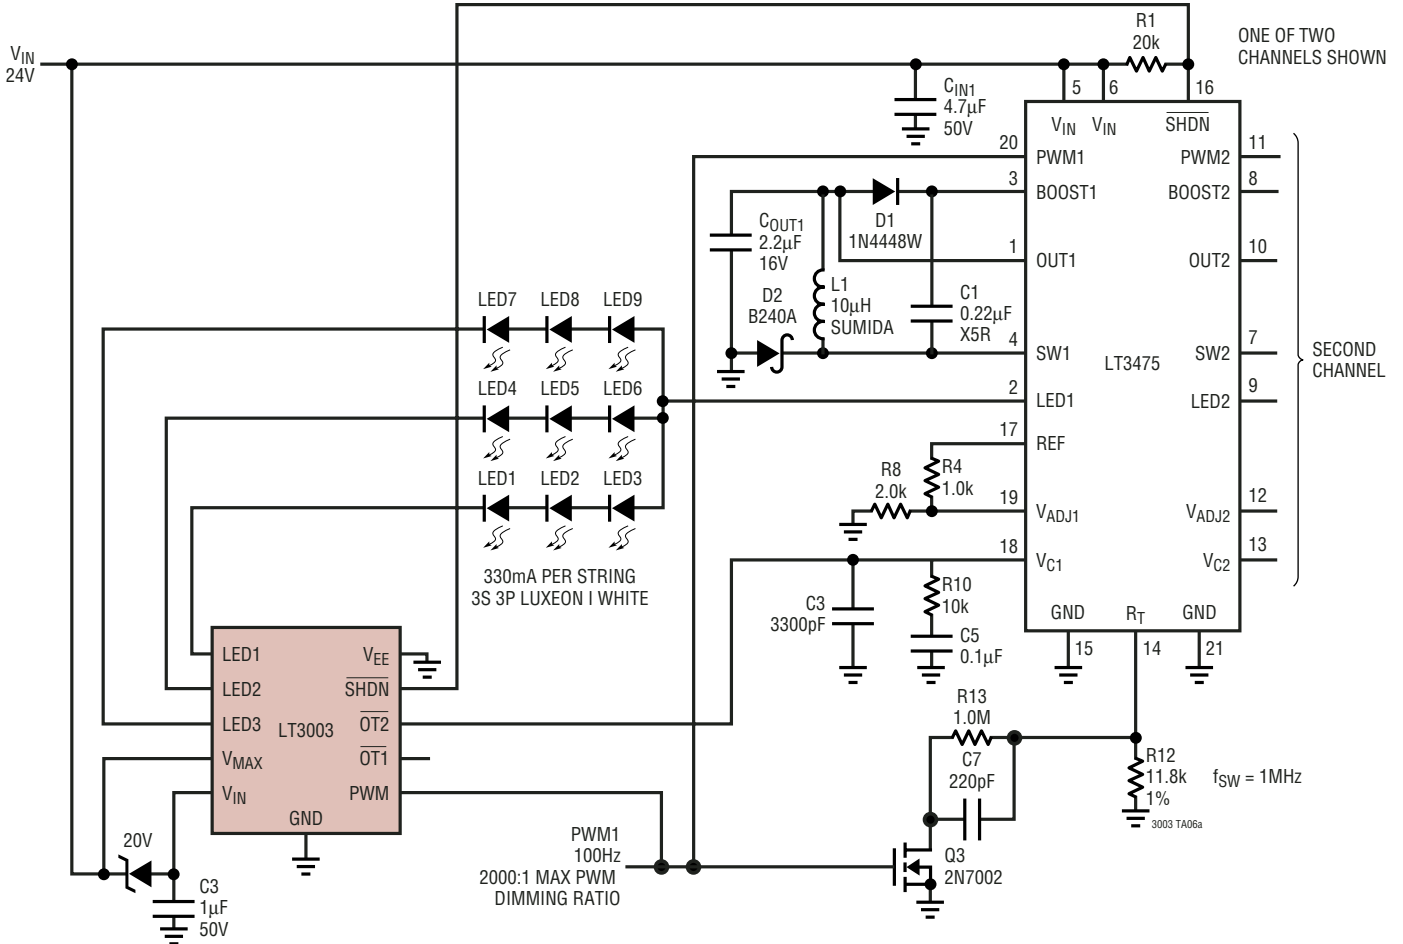 VIN
24V
R1
20k
ONE OF TWO
CHANNELS SHOWN
CIN1
4.7µF
50V
5
6
16
VIN
VIN
SHDN
20
PWM1
PWM2
11
3
BOOST1
BOOST2
8
D1
1N4448W
COUT1
2.2µF
16V
1
OUT1
OUT2
10
D2
B240A
L1
10µH
SUMIDA
C1
0.22µF
X5R
4
SW1
LT3475
SW2
7
SECOND
CHANNEL
2
LED1
LED2
9
LED7
LED8
LED9
LED4
LED5
LED6
LED1
LED2
LED3
330mA PER STRING
3S 3P LUXEON I WHITE
17
REF
R8
2.0k
R4
1.0k
19
VADJ1
VADJ2
12
18
VC1
VC2
13
C3
3300pF
R10
10k
C5
0.1µF
GND
RT
GND
15
14
21
LED1
VEE
LED2
SHDN
LED3
LT3003
OT2
VMAX
OT1
VIN
PWM
GND
R13
1.0M
C7
220pF
R12
11.8k
1%
fSW = 1MHz
3003 TA06a
20V
C3
1µF
50V
PWM1
100Hz
2000:1 MAX PWM
DIMMING RATIO
Q3
2N7002